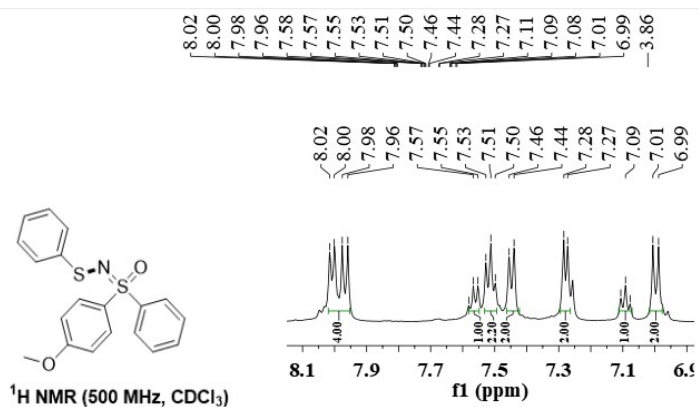 8.02 8.00 7.98 7.96 7.58 7.57 7.55 7.53 7.51 7.50 7.46 7.44 7.28 7.27 7.11 7.09 7.08 7.01 6.99 3.86
8.02 8.00 7.98 7.96 7.57 7.55 7.53 7.51 7.50 7.46 7.44 7.28 7.27 7.09 7.01 6.99
S N O
S
O
4.00 1.00 2.20 2.00 2.00 1.00 2.00
8.1 7.9 7.7 7.5 7.3 7.1 6.9
f1 (ppm)
¹H NMR (500 MHz, CDCl₃)